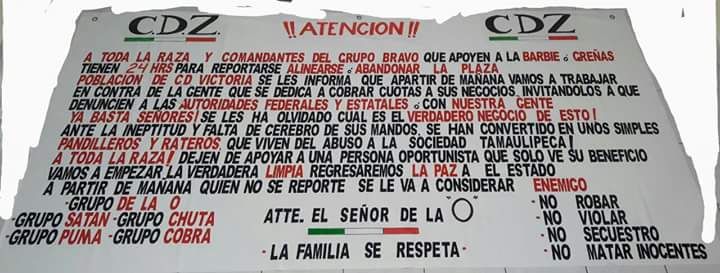 C.D.Z. !!ATENCION!! CDZ
A TODA LA RAZA Y COMANDANTES DEL GRUPO BRAVO QUE APOYEN A LA BARBIE ó GREÑAS
TIENEN 24 HRS PARA REPORTARSE ALINEARSE ó ABANDONAR LA PLAZA
POBLACION DE CD VICTORIA SE LES INFORMA QUE APARTIR DE MAÑANA VAMOS A TRABAJAR
EN CONTRA DE LA GENTE QUE SE DEDICA A COBRAR CUOTAS A SUS NEGOCIOS, INVITANDOLOS A QUE
DENUNCIEN A LAS AUTORIDADES FEDERALES Y ESTATALES ó CON NUESTRA GENTE
YA BASTA SEÑORES! SE LES HA OLVIDADO CUAL ES EL VERDADERO NEGOCIO DE ESTO!
ANTE LA INEPTITUD Y FALTA DE CEREBRO DE SUS MANDOS, SE HAN CONVERTIDO EN UNOS SIMPLES
PANDILLEROS Y RATEROS, QUE VIVEN DEL ABUSO A LA SOCIEDAD TAMAULIPECA!
A TODA LA RAZA! DEJEN DE APOYAR A UNA PERSONA OPORTUNISTA QUE SOLO VE SU BENEFICIO
VAMOS A EMPEZAR LA VERDADERA LIMPIA REGRESAREMOS LA PAZ A EL ESTADO
A PARTIR DE MAÑANA QUIEN NO SE REPORTE SE LE VA A CONSIDERAR ENEMIGO
-GRUPO DE LA O
-GRUPO SATAN -GRUPO CHUTA
-GRUPO PUMA -GRUPO COBRA
ATTE. EL SEÑOR DE LA "O"
-LA FAMILIA SE RESPETA-
-NO ROBAR
-NO VIOLAR
-NO SECUESTRO
-NO MATAR INOCENTES